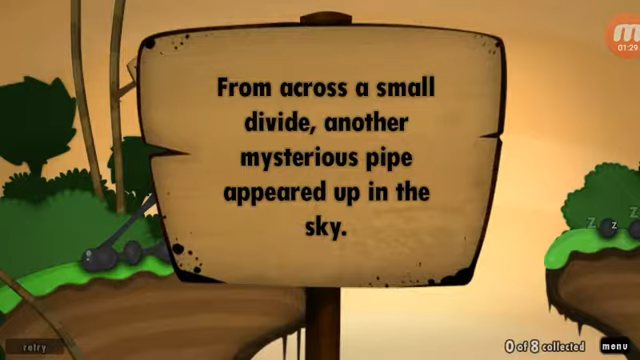 From across a small
divide, another
mysterious pipe
appeared up in the
sky.
01:29
z
z
z
retry
0 of 8 collected
menu